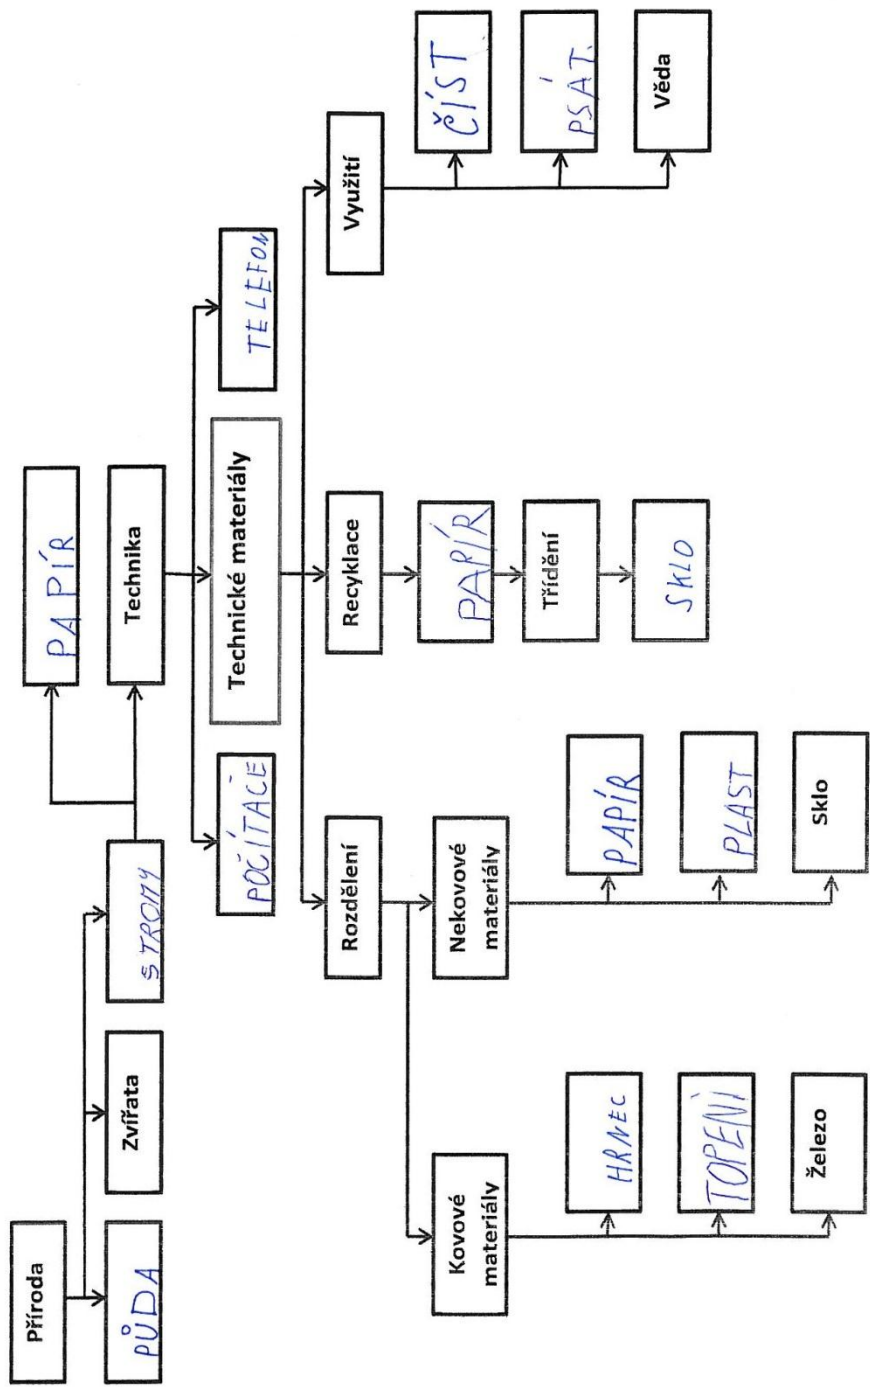 Příroda
PŮDA
Zvířata
STROMY
PAPÍR
Technika
POČÍTAČE
Technické materiály
TELEFON
Rozdělení
Recyklace
Využití
Kovové
materiály
HRNEC
TOPENÍ
Železo
Nekovové
materiály
PAPÍR
PLAST
Sklo
PAPÍR
Třídění
SKLO
ČÍST
PSÁT.
Věda